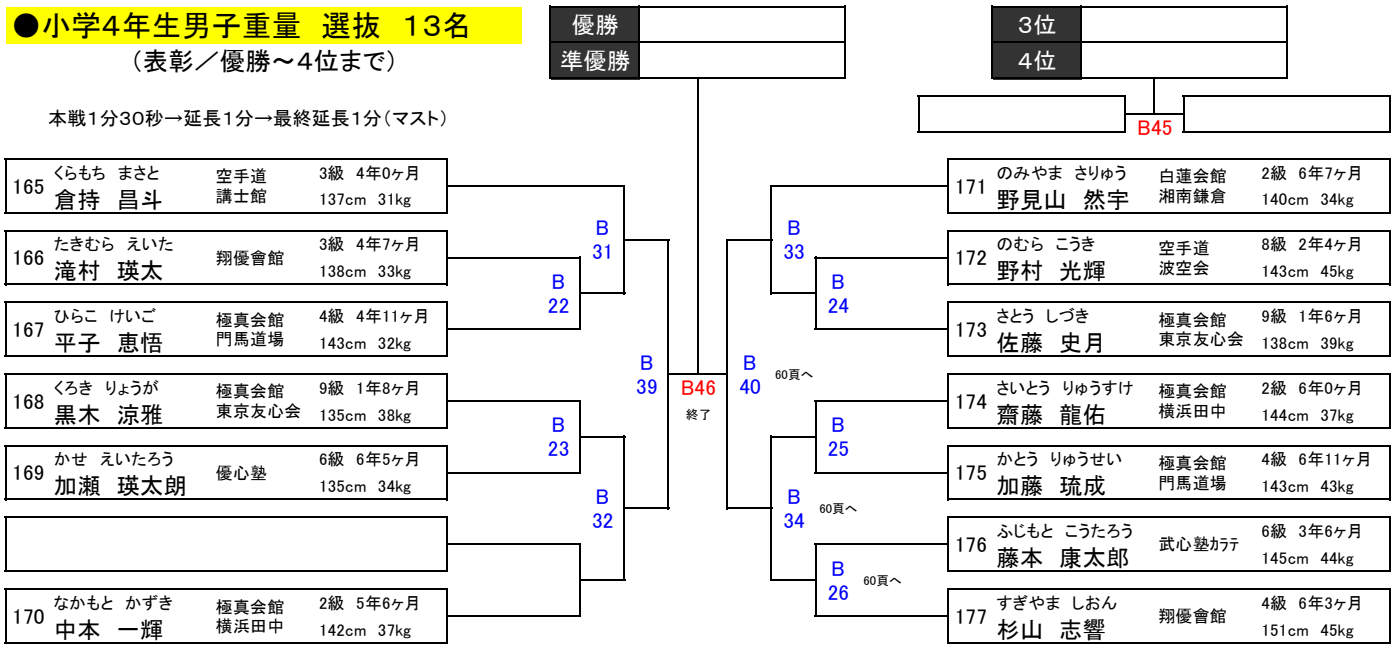 ●小学4年生男子重量 選抜 13名
(表彰/優勝~4位まで)
本戦1分30秒→延長1分→最終延長1分(マスト)
優勝
準優勝
3位
4位
B45
165 くらもち まさと 空手道 3級 4年0ヶ月
倉持 昌斗 講士館 137cm 31kg
166 たきむら えいた 翔優會館 3級 4年7ヶ月
滝村 瑛太 138cm 33kg
167 ひらこ けいご 極真会館 4級 4年11ヶ月
平子 恵悟 門馬道場 143cm 32kg
168 くろき りょうが 極真会館 9級 1年8ヶ月
黒木 涼雅 東京友心会 135cm 38kg
169 かせ えいたろう 優心塾 6級 6年5ヶ月
加瀬 瑛太朗 135cm 34kg
170 なかもと かずき 極真会館 2級 5年6ヶ月
中本 一輝 横浜田中 142cm 37kg
B
31
B
22
B
39
B
23
B
32
B46
終了
B
40
60頁へ
B
33
B
24
B
25
B
34
60頁へ
B
26
60頁へ
171 のみやま さりゅう 白蓮会館 2級 6年7ヶ月
野見山 然宇 湘南鎌倉 140cm 34kg
172 のむら こうき 空手道 8級 2年4ヶ月
野村 光輝 波空会 143cm 45kg
173 さとう しづき 極真会館 9級 1年6ヶ月
佐藤 史月 東京友心会 138cm 39kg
174 さいとう りゅうすけ 極真会館 2級 6年0ヶ月
齋藤 龍佑 横浜田中 144cm 37kg
175 かとう りゅうせい 極真会館 4級 6年11ヶ月
加藤 琉成 門馬道場 143cm 43kg
176 ふじもと こうたろう 武心塾カラテ 6級 3年6ヶ月
藤本 康太郎 145cm 44kg
177 すぎやま しおん 翔優會館 4級 6年3ヶ月
杉山 志響 151cm 45kg